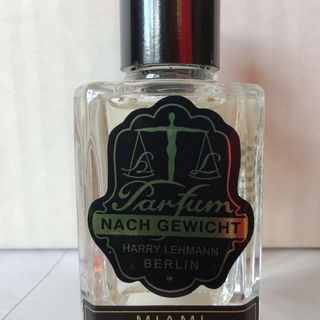 Parfum
NACH GEWICHT
HARRY LEHMANN
BERLIN
*
MIAMI